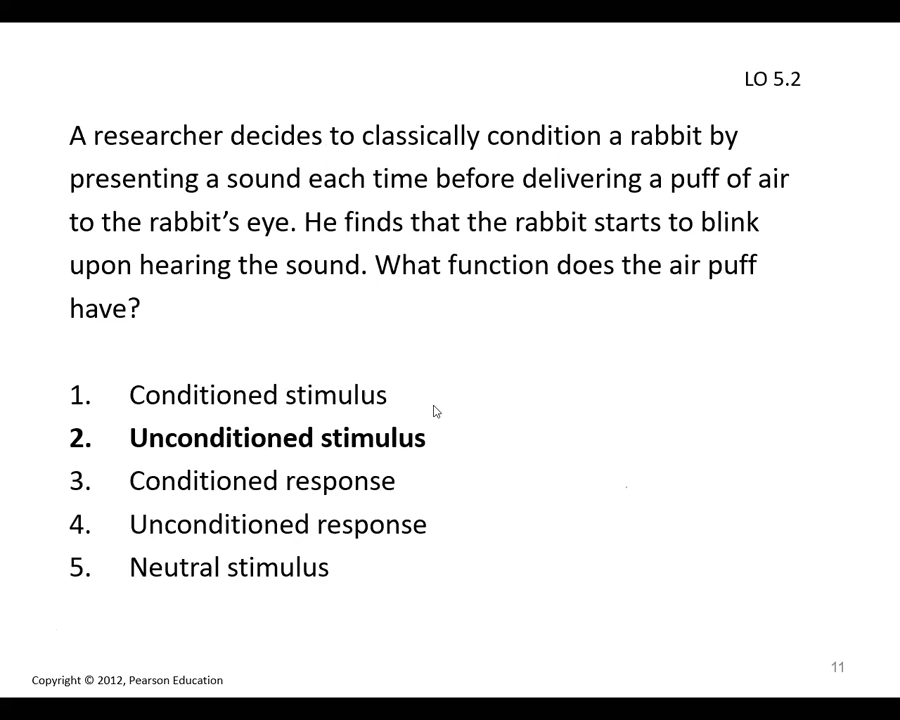 LO 5.2
A researcher decides to classically condition a rabbit by
presenting a sound each time before delivering a puff of air
to the rabbit’s eye. He finds that the rabbit starts to blink
upon hearing the sound. What function does the air puff
have?
1. Conditioned stimulus
2. Unconditioned stimulus
3. Conditioned response
4. Unconditioned response
5. Neutral stimulus
11
Copyright © 2012, Pearson Education